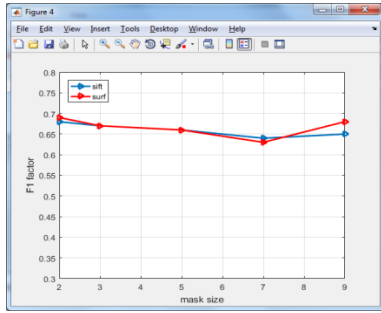 Figure 4
File Edit View Insert Tools Desktop Window Help
0.8
0.75
0.7
0.65
0.6
0.55
0.5
0.45
0.4
0.35
0.3
sift
surf
F1 factor
2 3 4 5 6 7 8 9
mask size